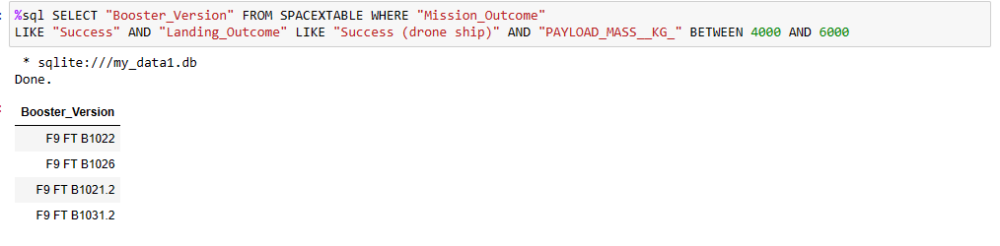 %sql SELECT "Booster_Version" FROM SPACEXTABLE WHERE "Mission_Outcome"
LIKE "Success" AND "Landing_Outcome" LIKE "Success (drone ship)" AND "PAYLOAD_MASS__KG_" BETWEEN 4000 AND 6000
* sqlite:///my_data1.db
Done.
Booster_Version
F9 FT B1022
F9 FT B1026
F9 FT B1021.2
F9 FT B1031.2